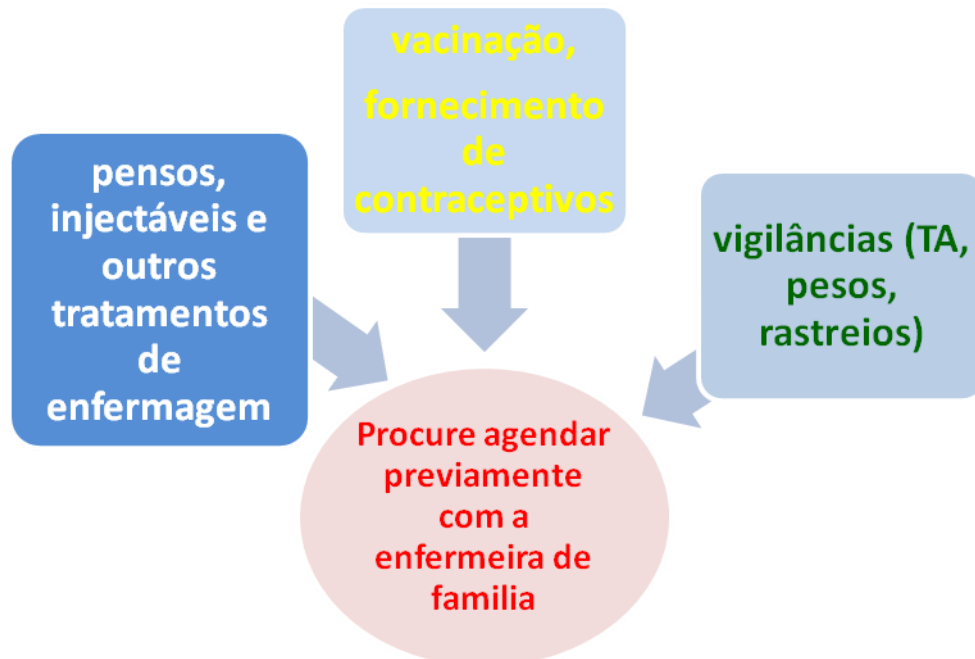 vacinação,
fornecimento
de
contraceptivos
pensos,
injectáveis e
outros
tratamentos
de
enfermagem
vigilâncias (TA,
pesos,
rastreios)
Procure agendar
previamente
com a
enfermeira de
familia